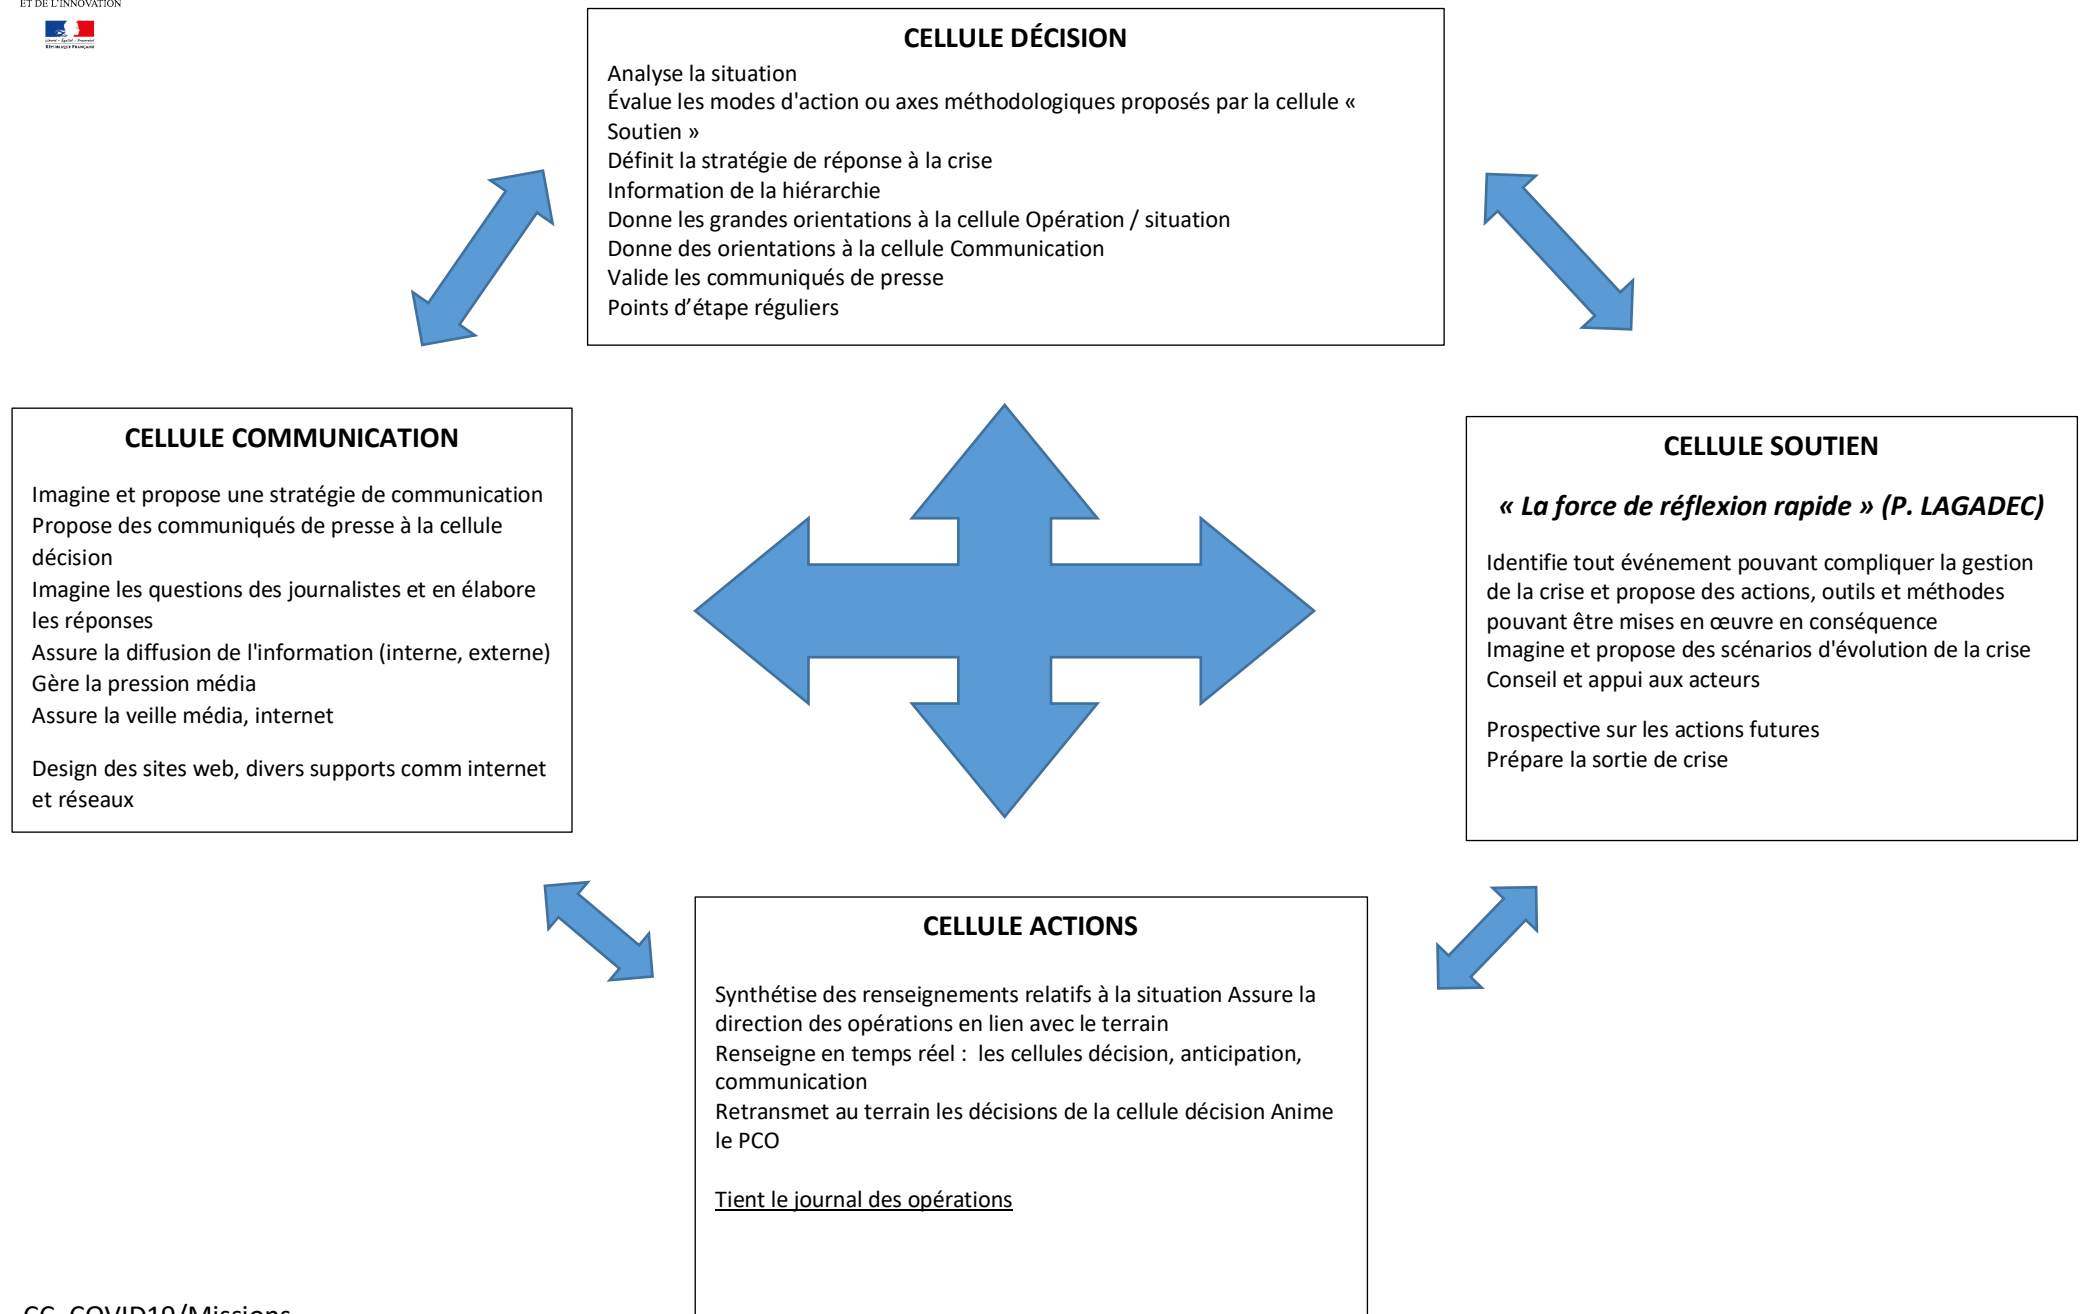 ET DE L'INNOVATION
Liberté • Égalité • Fraternité
RÉPUBLIQUE FRANÇAISE
CELLULE DÉCISION
Analyse la situation
Évalue les modes d'action ou axes méthodologiques proposés par la cellule «
Soutien »
Définit la stratégie de réponse à la crise
Information de la hiérarchie
Donne les grandes orientations à la cellule Opération / situation
Donne des orientations à la cellule Communication
Valide les communiqués de presse
Points d’étape réguliers
CELLULE COMMUNICATION
Imagine et propose une stratégie de communication
Propose des communiqués de presse à la cellule
décision
Imagine les questions des journalistes et en élabore
les réponses
Assure la diffusion de l'information (interne, externe)
Gère la pression média
Assure la veille média, internet
Design des sites web, divers supports comm internet
et réseaux
CELLULE SOUTIEN
« La force de réflexion rapide » (P. LAGADEC)
Identifie tout événement pouvant compliquer la gestion
de la crise et propose des actions, outils et méthodes
pouvant être mises en œuvre en conséquence
Imagine et propose des scénarios d'évolution de la crise
Conseil et appui aux acteurs
Prospective sur les actions futures
Prépare la sortie de crise
CELLULE ACTIONS
Synthétise des renseignements relatifs à la situation Assure la
direction des opérations en lien avec le terrain
Renseigne en temps réel :  les cellules décision, anticipation,
communication
Retransmet au terrain les décisions de la cellule décision Anime
le PCO
Tient le journal des opérations
CC-COVID19/Missions